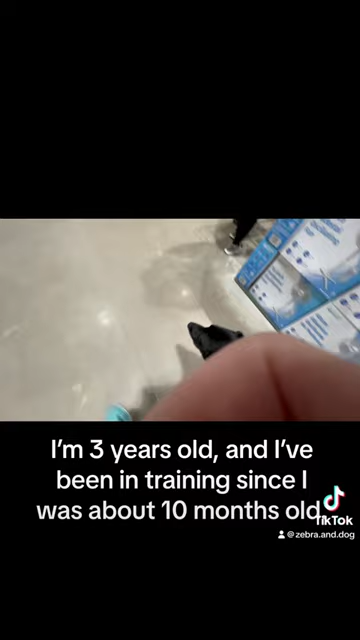 I'm 3 years old, and I've
been in training since I
was about 10 months old.
TikTok
@zebra.and.dog